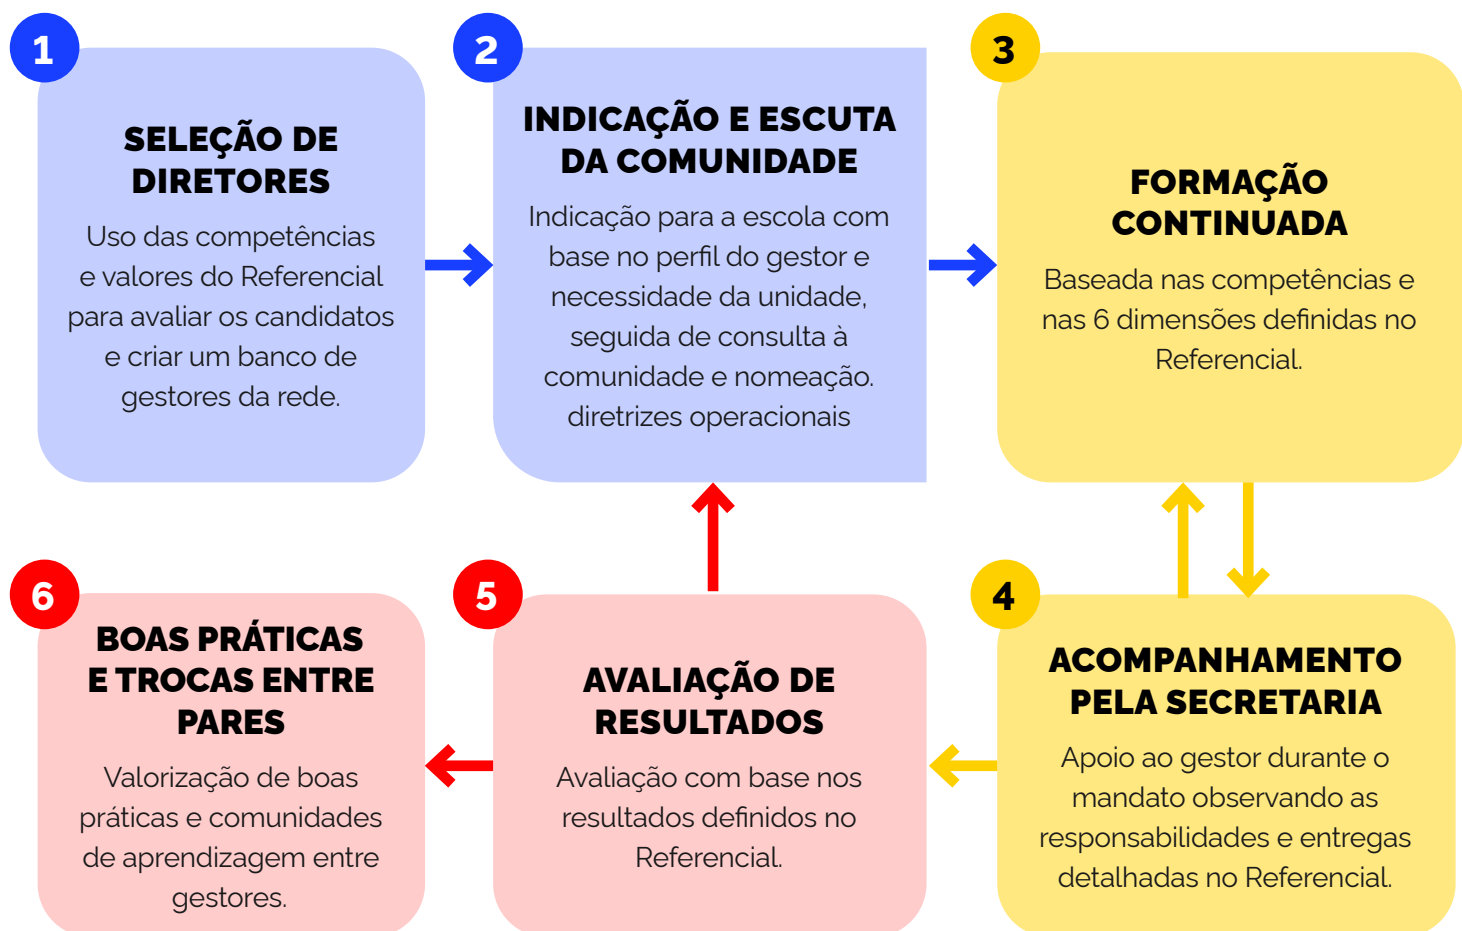 1
SELEÇÃO DE
DIRETORES
Uso das competências
e valores do Referencial
para avaliar os candidatos
e criar um banco de
gestores da rede.
2
INDICAÇÃO E ESCUTA
DA COMUNIDADE
Indicação para a escola com
base no perfil do gestor e
necessidade da unidade,
seguida de consulta à
comunidade e nomeação.
diretrizes operacionais
3
FORMAÇÃO
CONTINUADA
Baseada nas competências e
nas 6 dimensões definidas no
Referencial.
4
ACOMPANHAMENTO
PELA SECRETARIA
Apoio ao gestor durante o
mandato observando as
responsabilidades e entregas
detalhadas no Referencial.
5
AVALIAÇÃO DE
RESULTADOS
Avaliação com base nos
resultados definidos no
Referencial.
6
BOAS PRÁTICAS
E TROCAS ENTRE
PARES
Valorização de boas
práticas e comunidades
de aprendizagem entre
gestores.